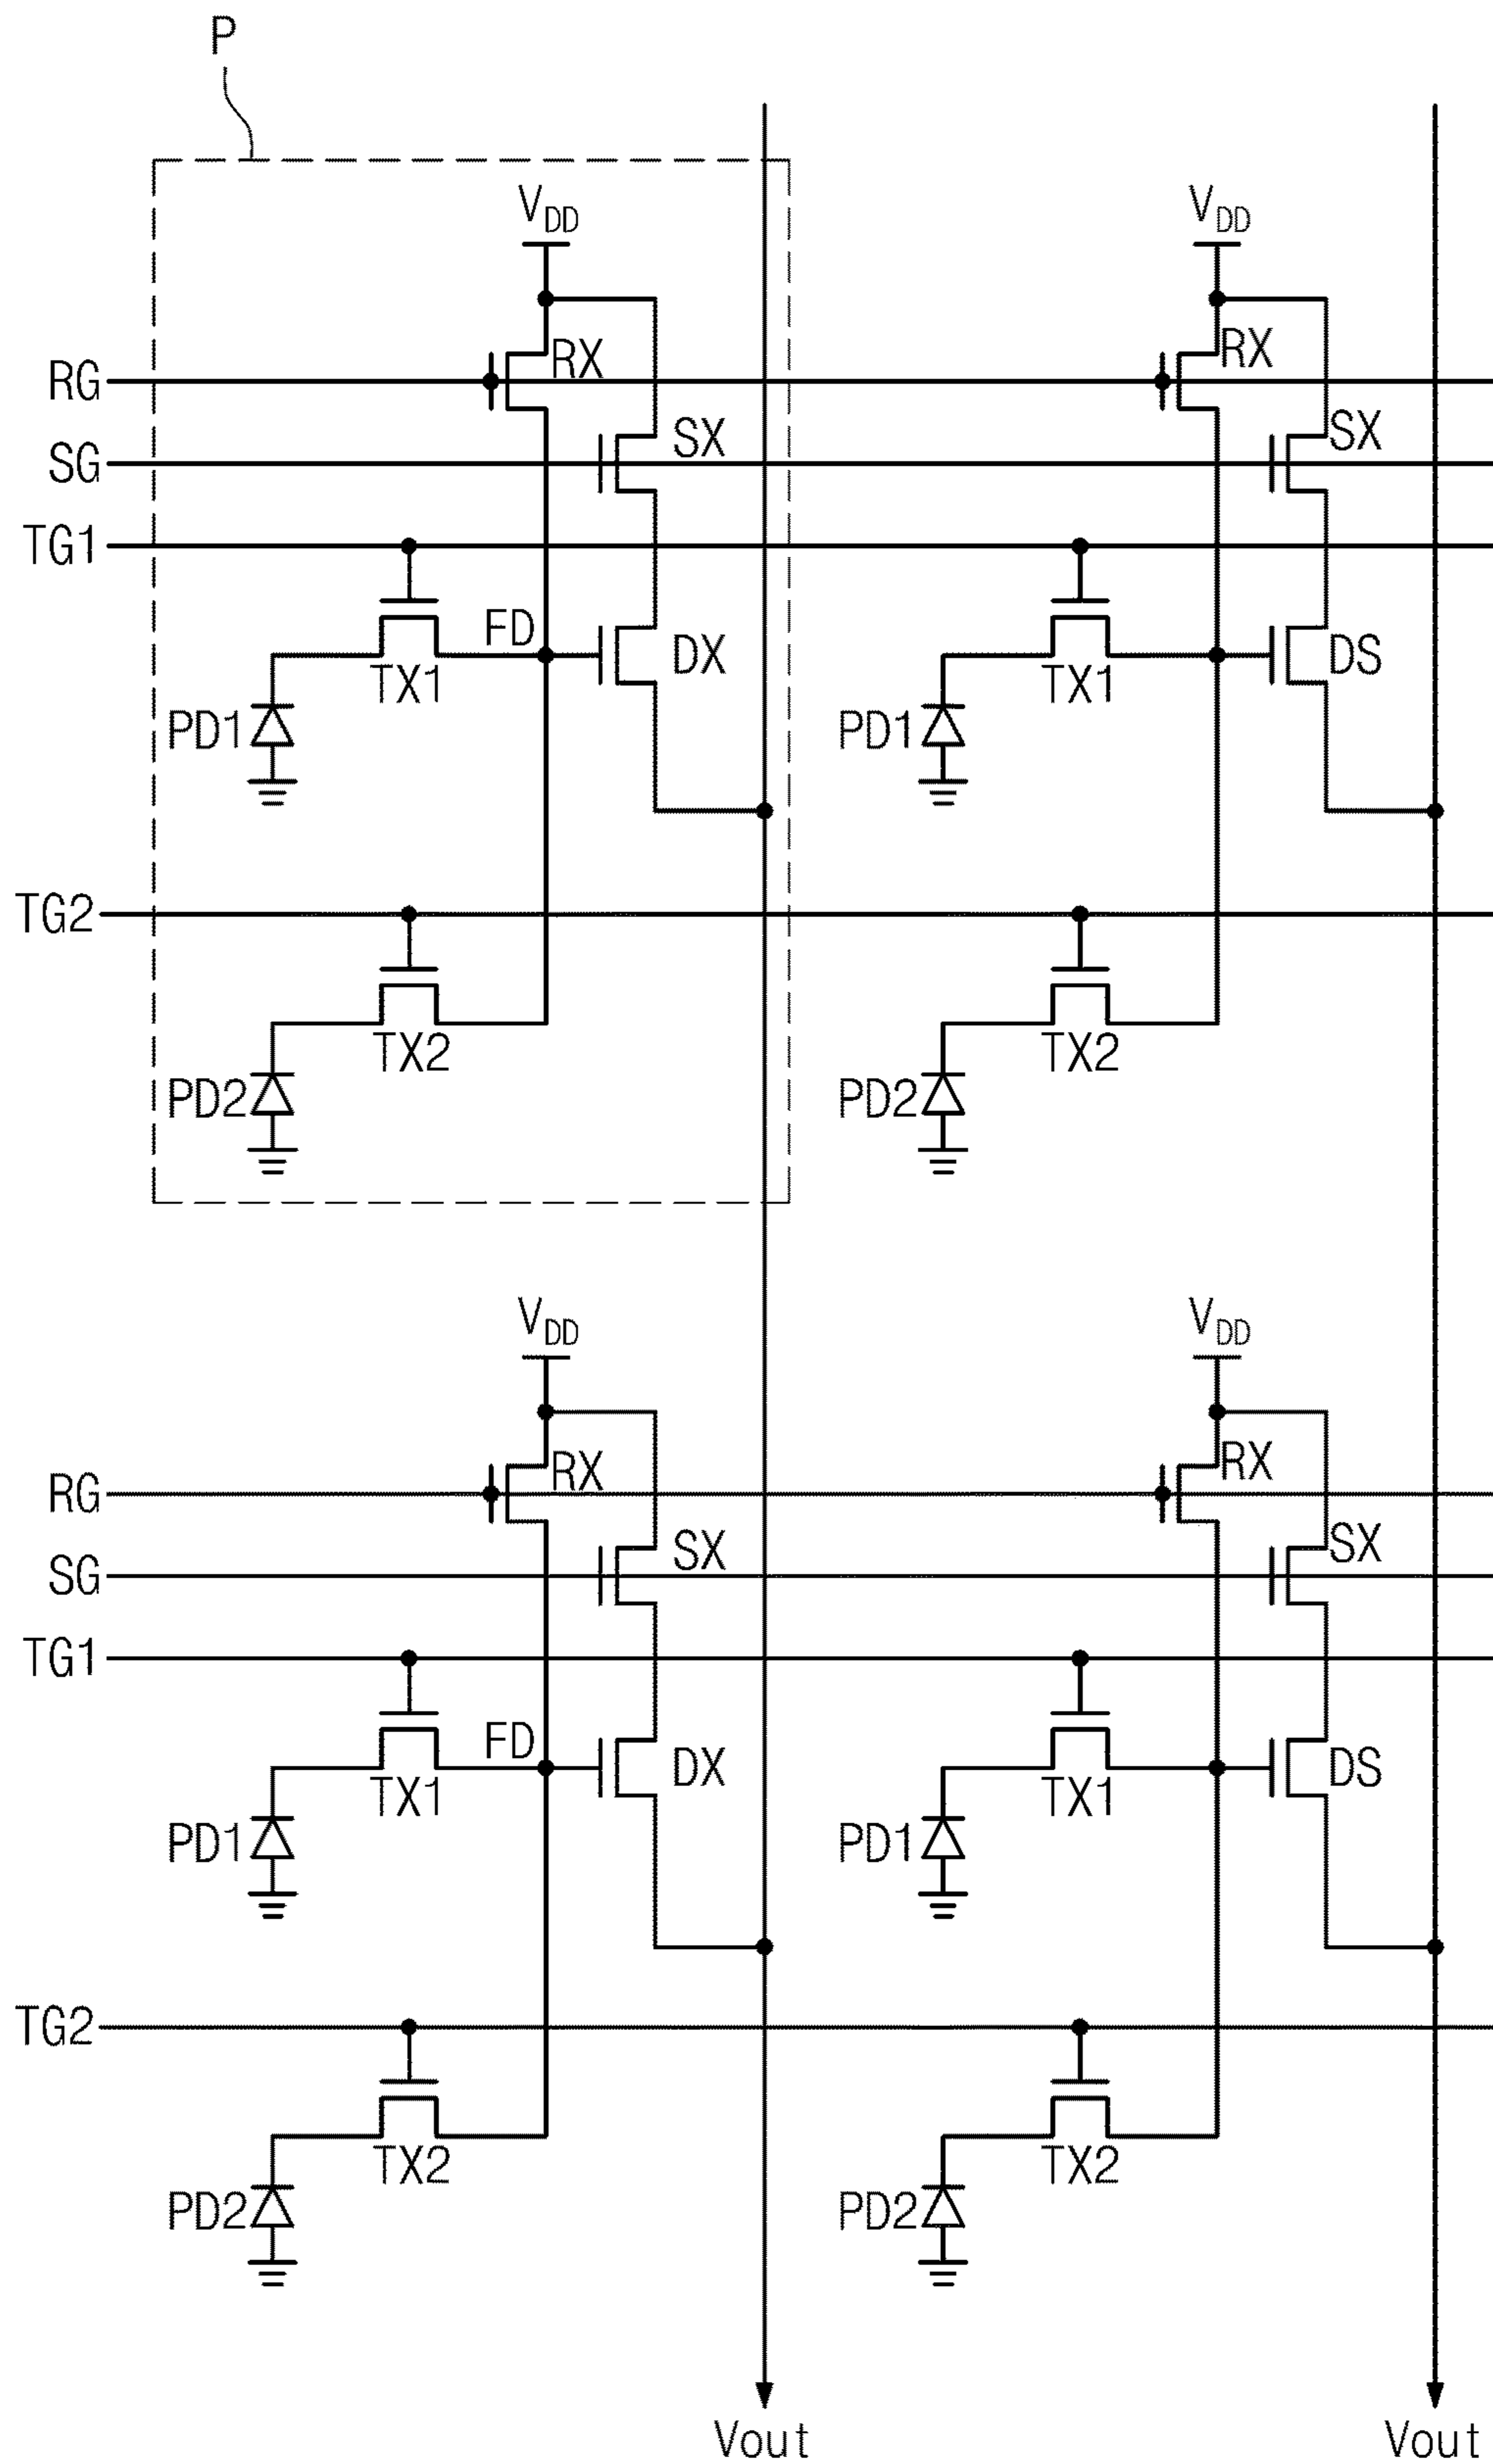 P
VDD VDD
RX RX
RG
SX SX
SG
TG1
FD
DX DS
TX1 TX1
PD1 PD1
TG2
TX2 TX2
PD2 PD2
VDD VDD
RX RX
RG
SX SX
SG
TG1
FD
DX DS
TX1 TX1
PD1 PD1
TG2
TX2 TX2
PD2 PD2
Vout Vout